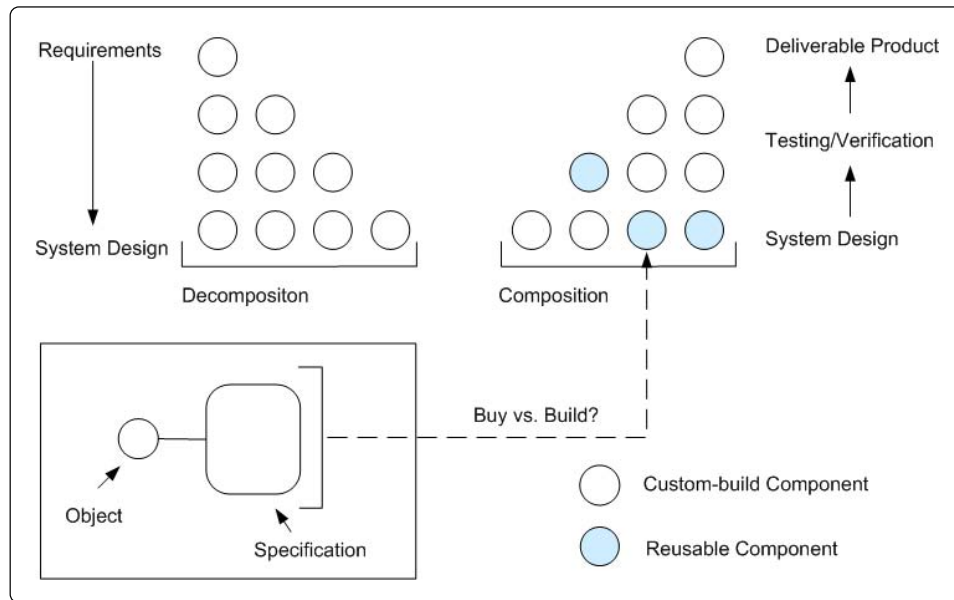 Requirements
Deliverable Product
Testing/Verification
System Design
System Design
Decompositon
Composition
Buy vs. Build?
Object
Specification
Custom-build Component
Reusable Component